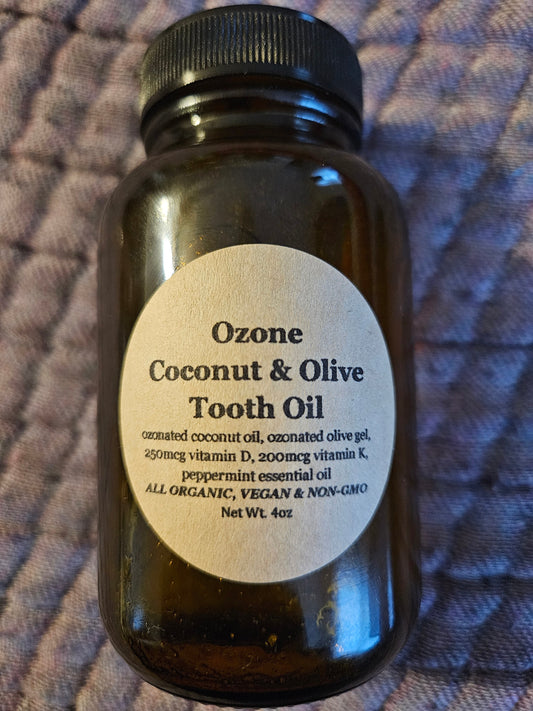 Ozone
Coconut & Olive
Tooth Oil
ozonated coconut oil, ozonated olive gel,
250mcg vitamin D, 200mcg vitamin K,
peppermint essential oil
ALL ORGANIC, VEGAN & NON-GMO
Net Wt. 4oz